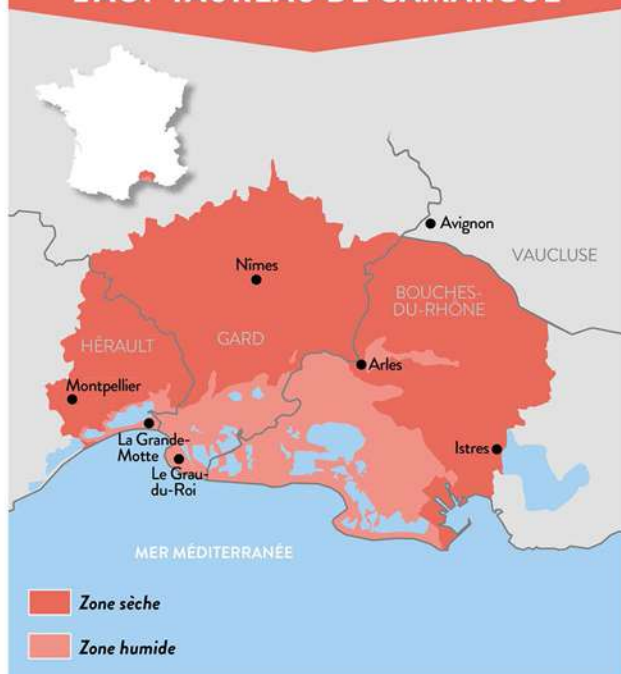 Avignon
VAUCLUSE
Nîmes
BOUCHES-
DU-RHÔNE
HÉRAULT
GARD
Arles
Montpellier
La Grande-
Motte
Le Grau-
du-Roi
Istres
MER MÉDITERRANÉE
Zone sèche
Zone humide